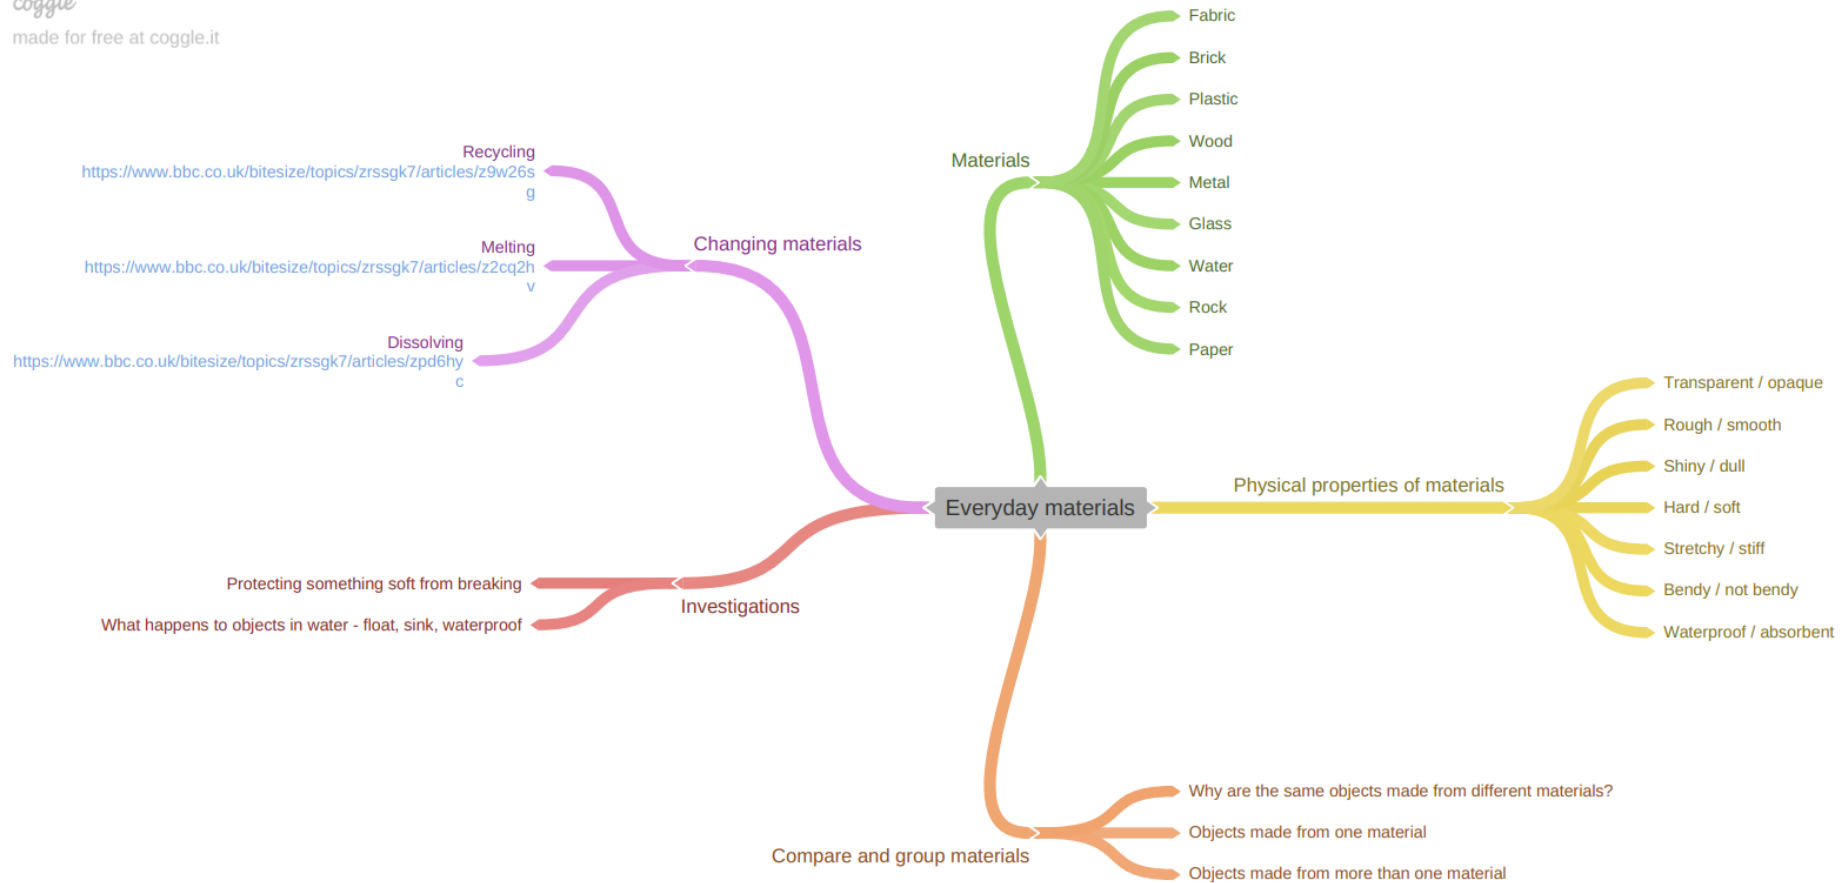 coggle
made for free at coggle.it
Recycling
https://www.bbc.co.uk/bitesize/topics/zrssgk7/articles/z9w26s
g
Melting
https://www.bbc.co.uk/bitesize/topics/zrssgk7/articles/z2cq2h
v
Dissolving
https://www.bbc.co.uk/bitesize/topics/zrssgk7/articles/zpd6hy
c
Changing materials
Protecting something soft from breaking
What happens to objects in water - float, sink, waterproof
Investigations
Everyday materials
Materials
Fabric
Brick
Plastic
Wood
Metal
Glass
Water
Rock
Paper
Physical properties of materials
Transparent / opaque
Rough / smooth
Shiny / dull
Hard / soft
Stretchy / stiff
Bendy / not bendy
Waterproof / absorbent
Compare and group materials
Why are the same objects made from different materials?
Objects made from one material
Objects made from more than one material